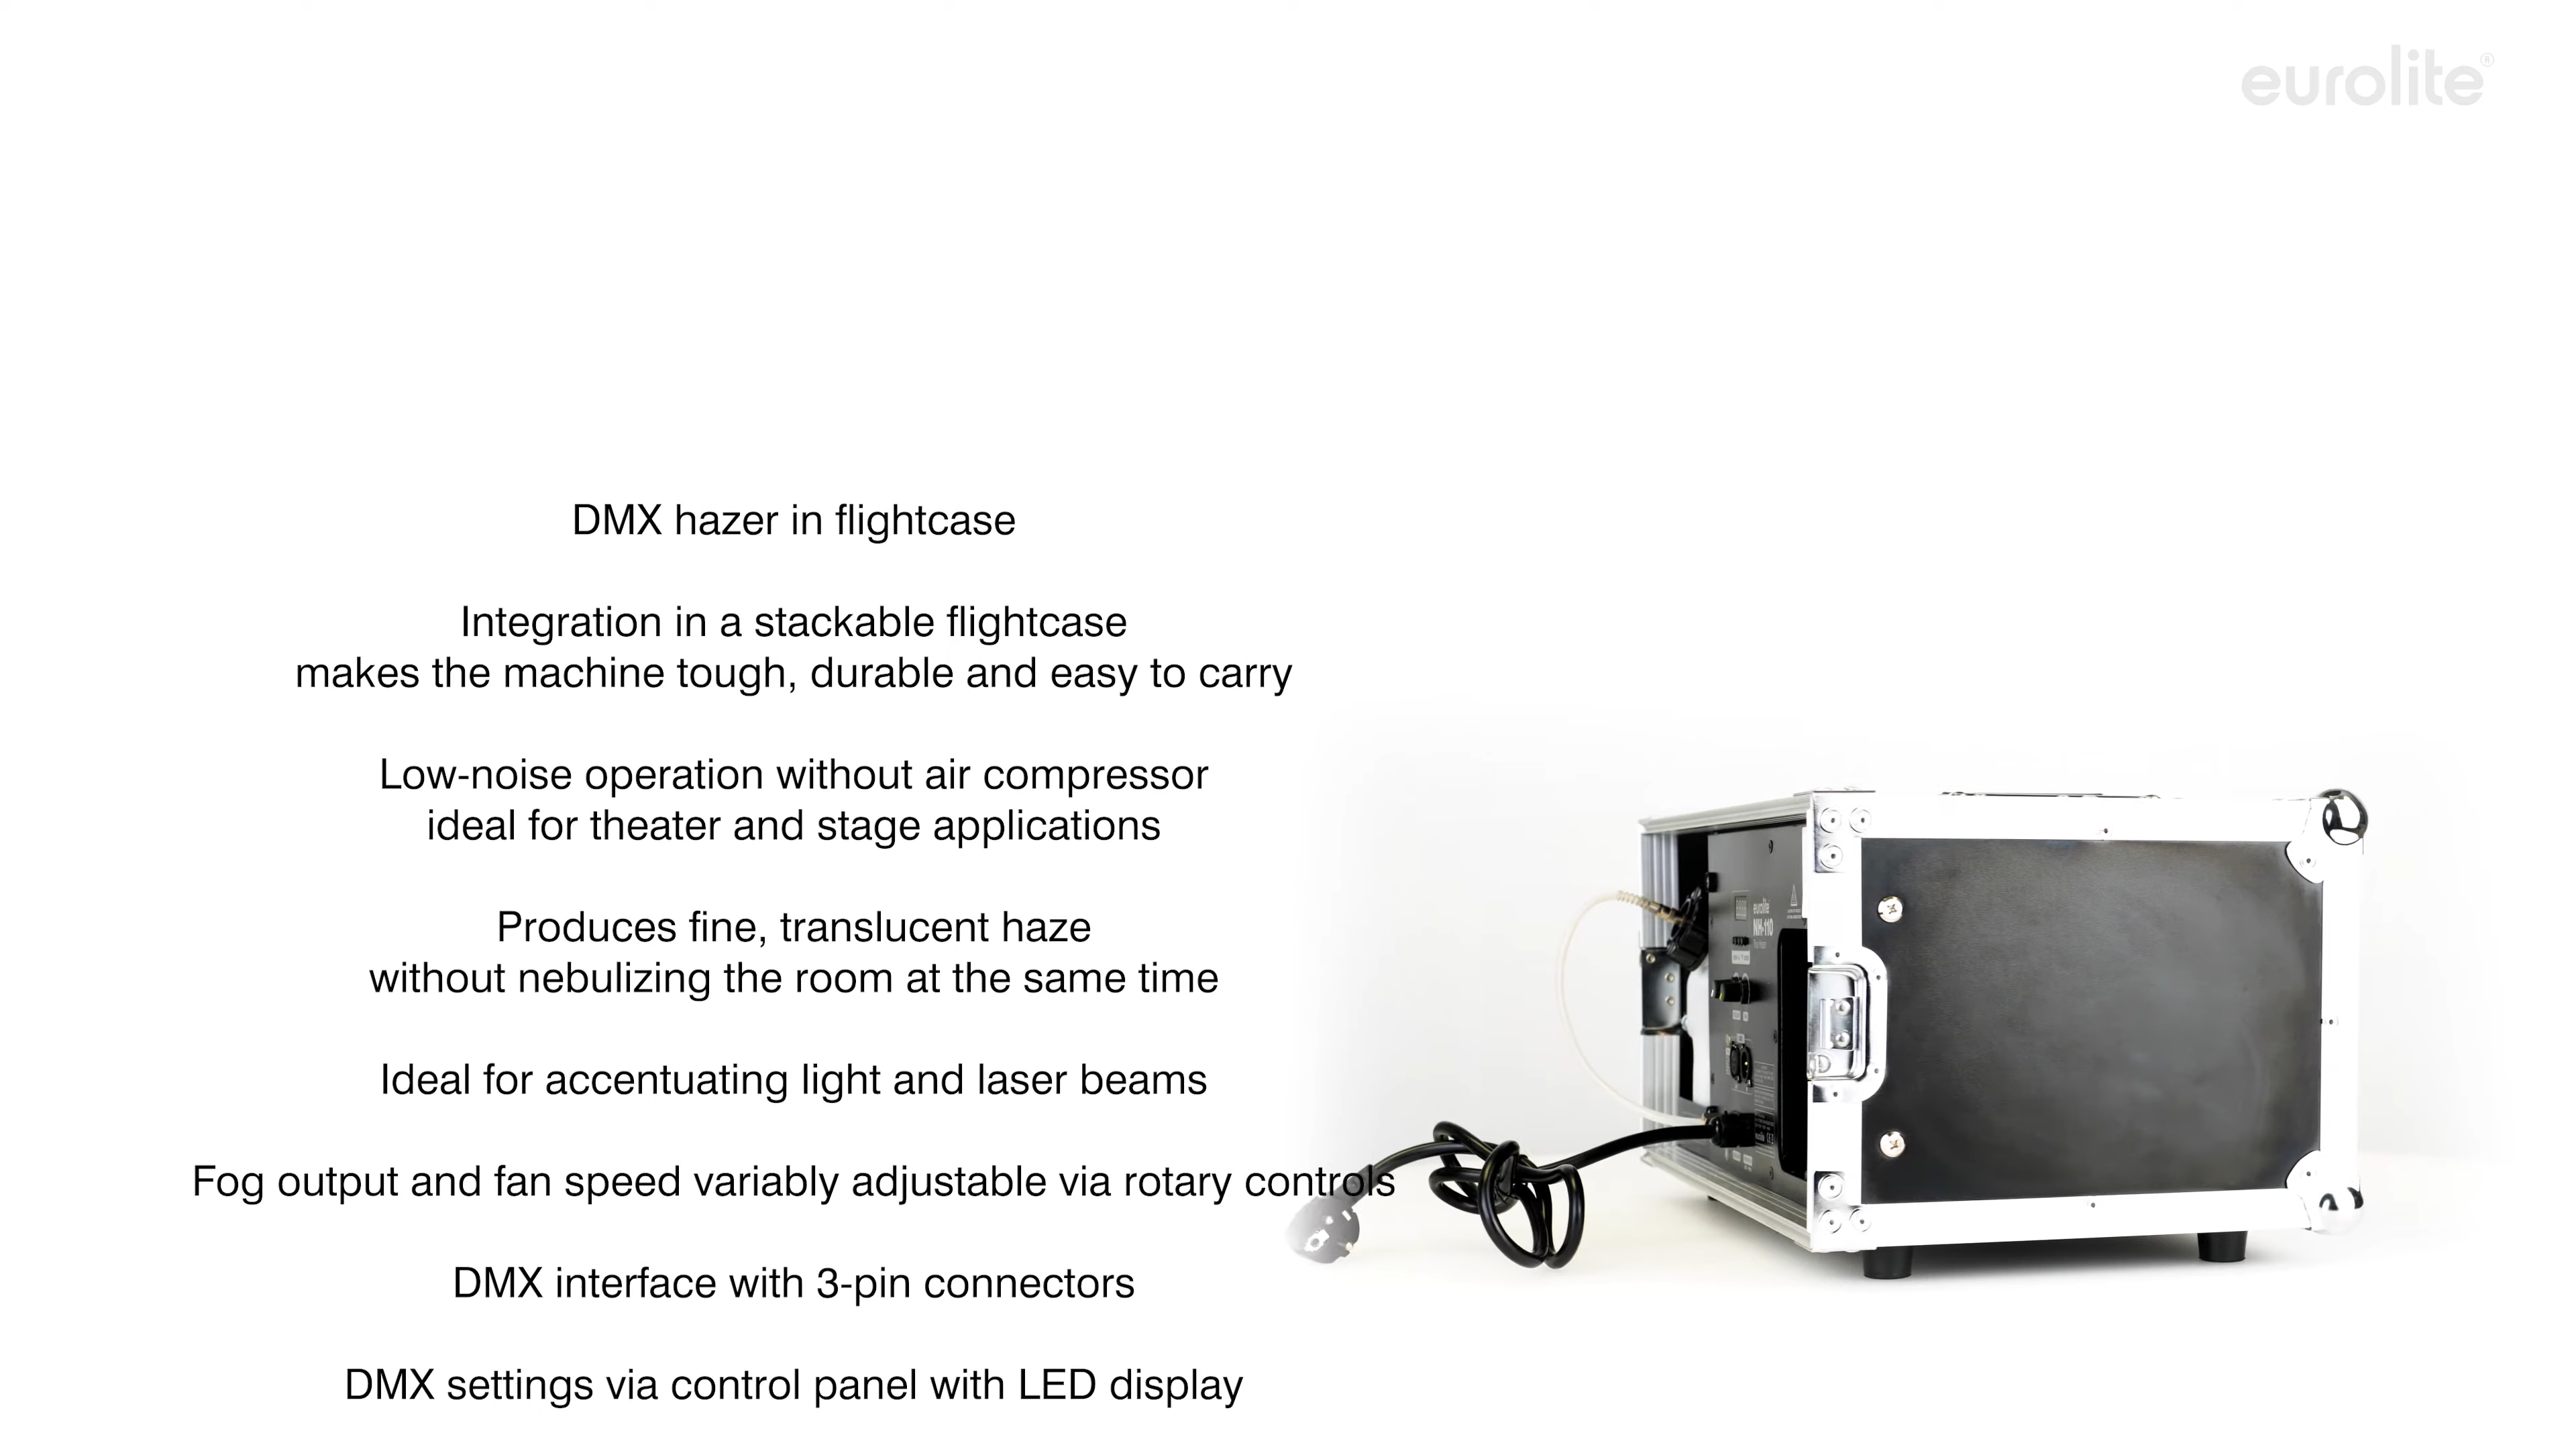 eurolite®
DMX hazer in flightcase
Integration in a stackable flightcase
makes the machine tough, durable and easy to carry
Low-noise operation without air compressor
ideal for theater and stage applications
Produces fine, translucent haze
without nebulizing the room at the same time
Ideal for accentuating light and laser beams
Fog output and fan speed variably adjustable via rotary controls
DMX interface with 3-pin connectors
DMX settings via control panel with LED display
eurolite
NH-110